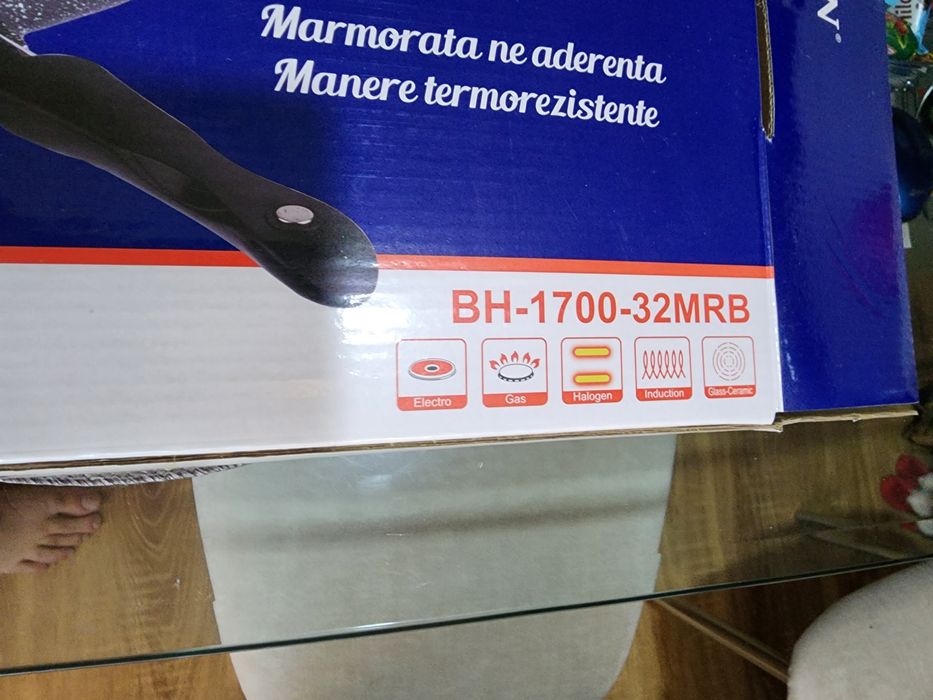 Marmorata ne aderenta
Manere termorezistente
BH-1700-32MRB
Electro
Gas
Halogen
Induction
Glass-Ceramic